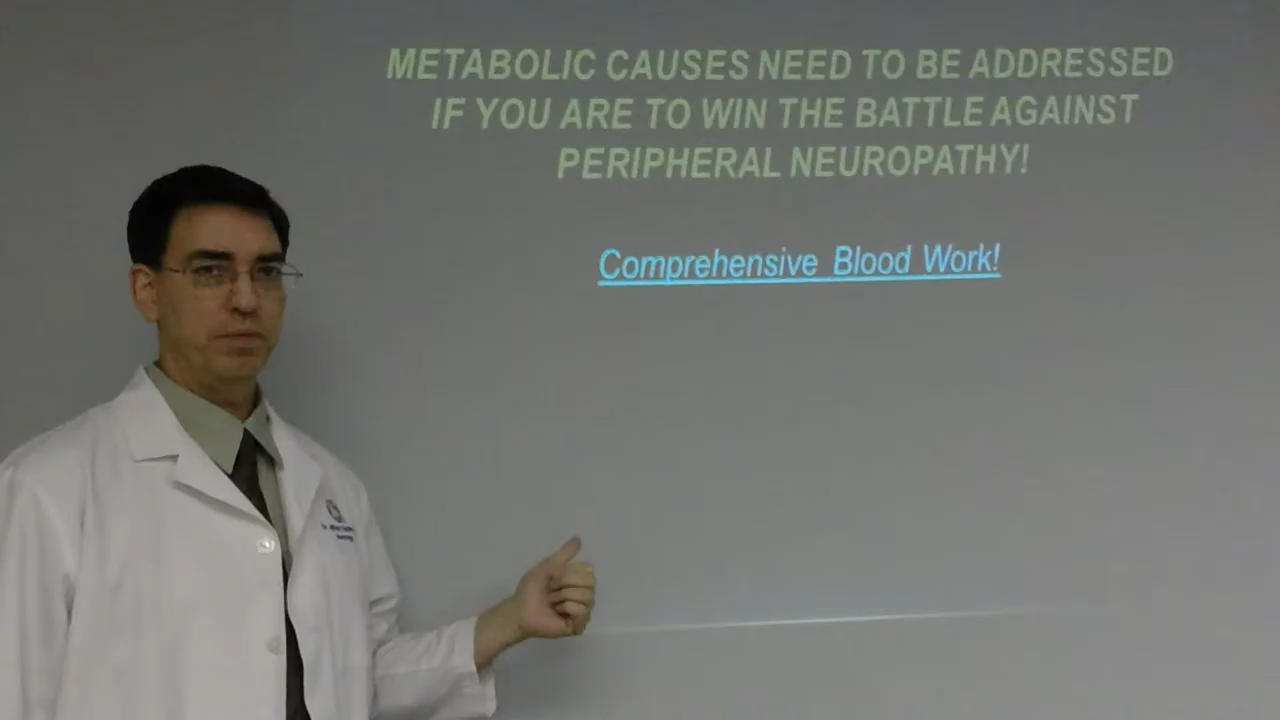 METABOLIC CAUSES NEED TO BE ADDRESSED
IF YOU ARE TO WIN THE BATTLE AGAINST
PERIPHERAL NEUROPATHY!
Comprehensive Blood Work!
Dr.